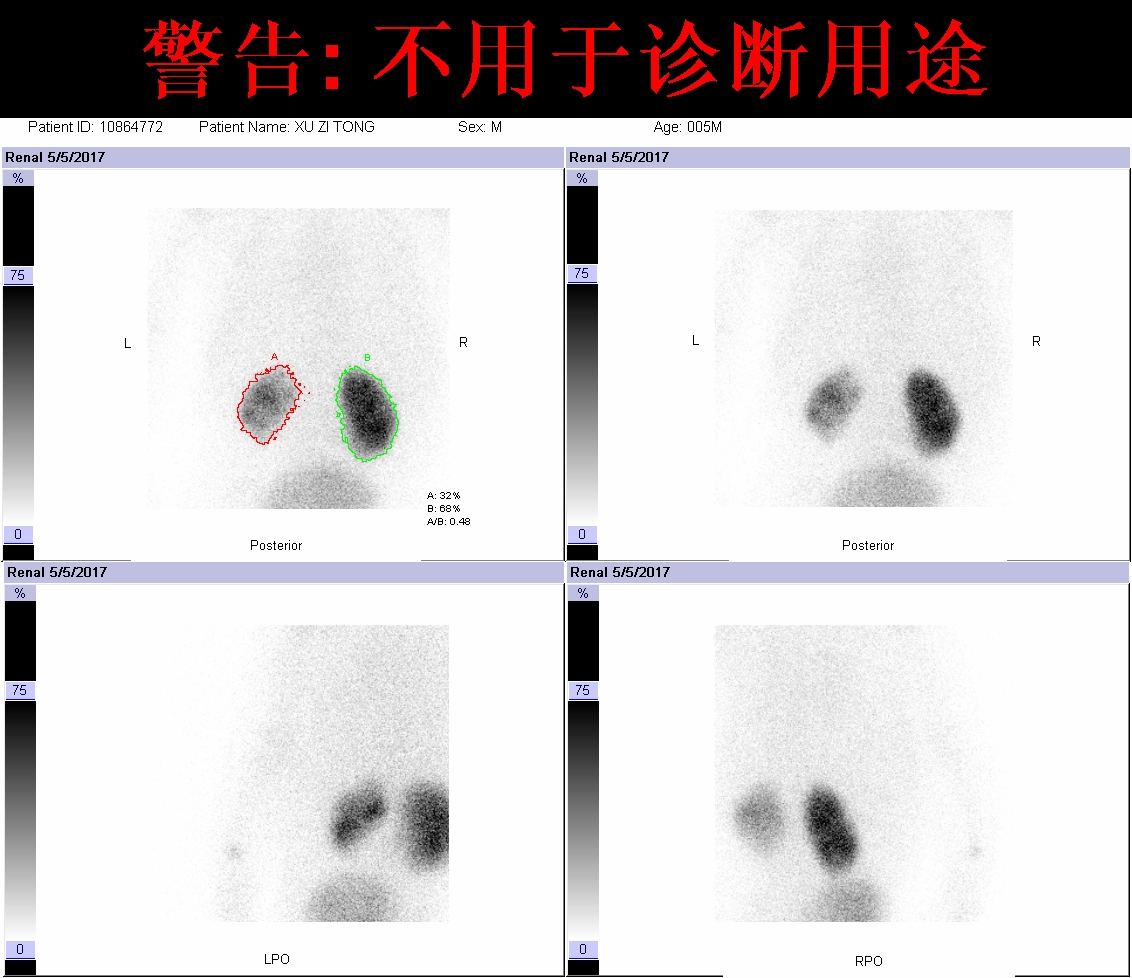 警告: 不用于诊断用途
Patient ID: 10864772 Patient Name: XU ZI TONG Sex: M Age: 005M
Renal 5/5/2017
%
75
0
L
R
A
B
A: 32%
B: 68%
A/B: 0.48
Posterior
Renal 5/5/2017
%
75
0
L
R
Posterior
Renal 5/5/2017
%
75
0
LPO
Renal 5/5/2017
%
75
0
RPO